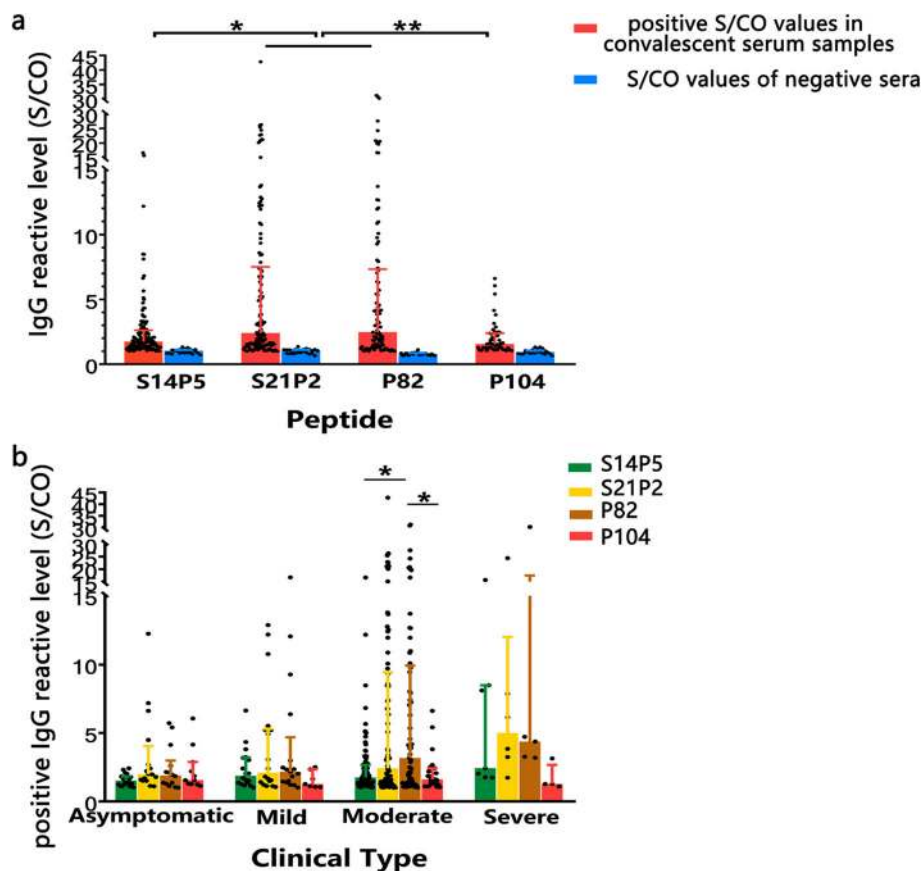 a
* **
positive S/CO values in
convalescent serum samples
S/CO values of negative sera
IgG reactive level (S/CO)
45
40
35
30
30
25
20
15
15
10
5
0
S14P5 S21P2 P82 P104
Peptide
b
S14P5
S21P2
P82
P104
* *
positive IgG reactive level (S/CO)
45
40
35
30
30
25
20
15
15
10
5
0
Asymptomatic Mild Moderate Severe
Clinical Type